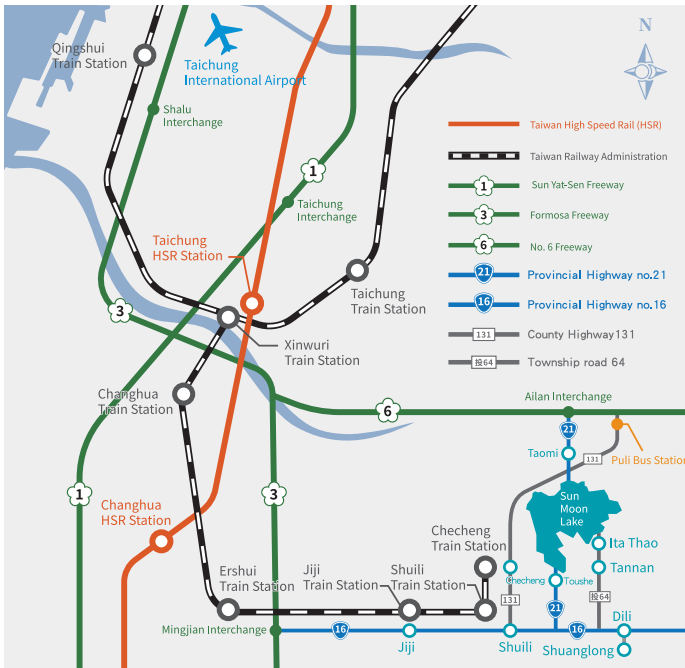 N
Qingshui
Train Station
Taichung
International Airport
Shalu
Interchange
1
Taichung
Interchange
Taichung
HSR Station
Taichung
Train Station
3
Xinwuri
Train Station
Taiwan High Speed Rail (HSR)
Taiwan Railway Administration
1
Sun Yat-Sen Freeway
3
Formosa Freeway
6
No. 6 Freeway
21
Provincial Highway no.21
16
Provincial Highway no.16
131
County Highway131
投64
Township road 64
Changhua
Train Station
6
Ailan Interchange
21
Taomi
131
Puli Bus Station
1
3
Changhua
HSR Station
Sun
Moon
Lake
Checheng
Train Station
Ita Thao
Tannan
Checheng
Toushe
Ershui
Train Station
Jiji
Train Station
Shuili
Train Station
131
21
投64
Mingjian Interchange
16
Jiji
Shuili
16
Dili
Shuanglong